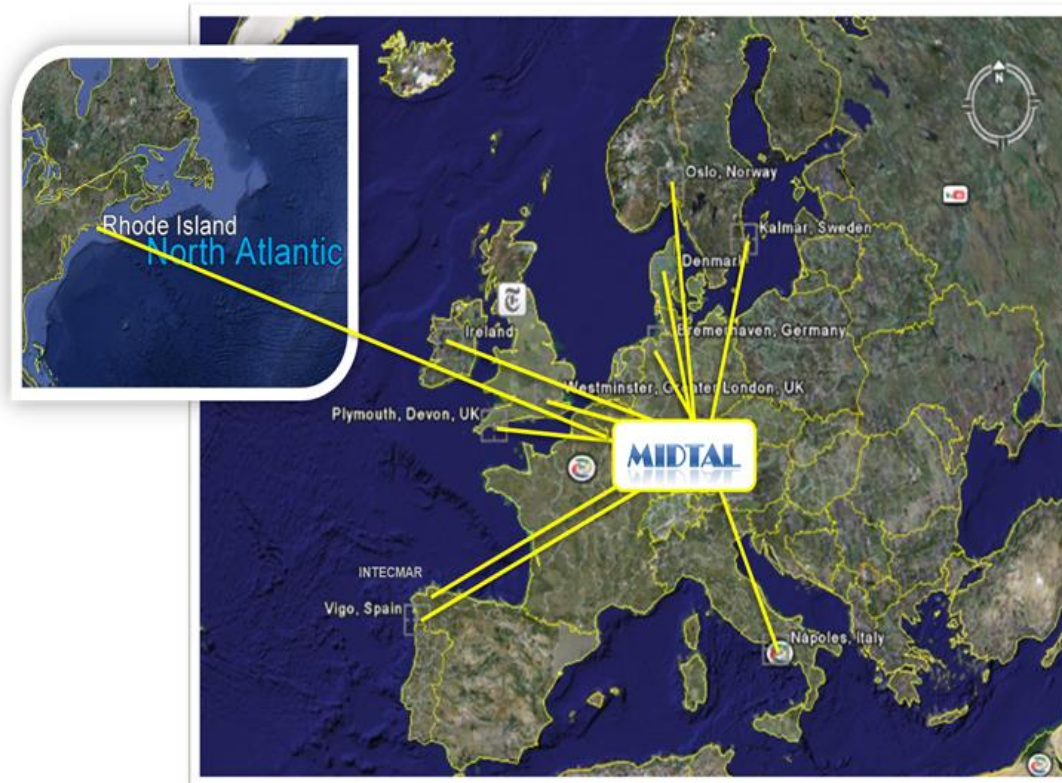 N
Oslo, Norway
Kalmar, Sweden
Rhode Island
North Atlantic
Denmark
Ireland
Bremerhaven, Germany
Westminster, Greater London, UK
Plymouth, Devon, UK
MIDTAL
INTECMAR
Vigo, Spain
Nápoles, Italy